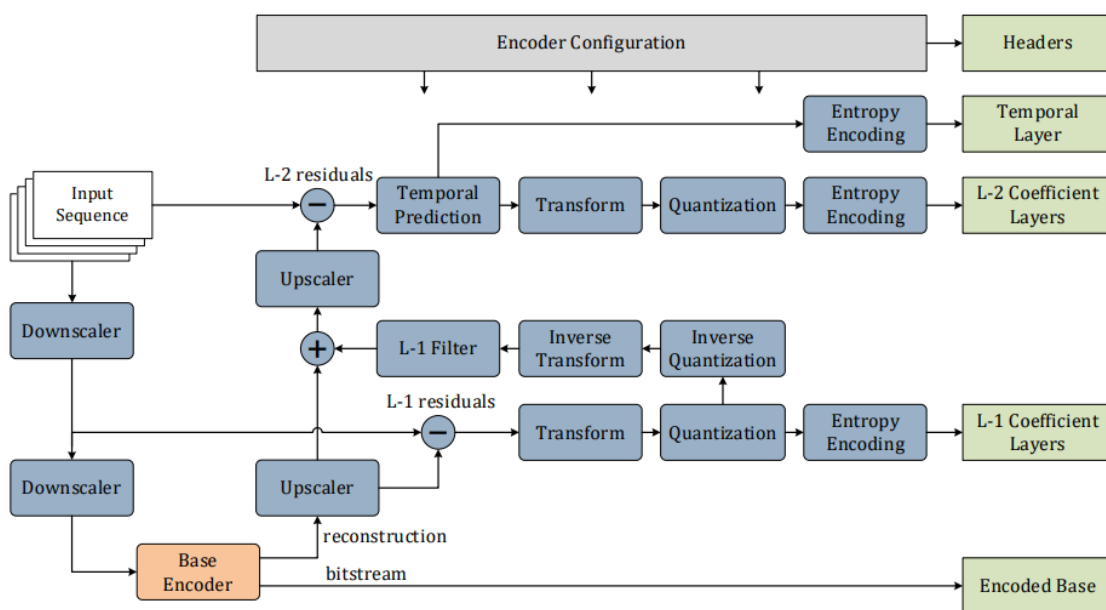 Encoder Configuration
Headers
Entropy
Encoding
Temporal
Layer
L-2 residuals
Input
Sequence
−
Temporal
Prediction
Transform
Quantization
Entropy
Encoding
L-2 Coefficient
Layers
Upscaler
Downscaler
+
L-1 Filter
Inverse
Transform
Inverse
Quantization
L-1 residuals
−
Transform
Quantization
Entropy
Encoding
L-1 Coefficient
Layers
Downscaler
Upscaler
reconstruction
Base
Encoder
bitstream
Encoded Base